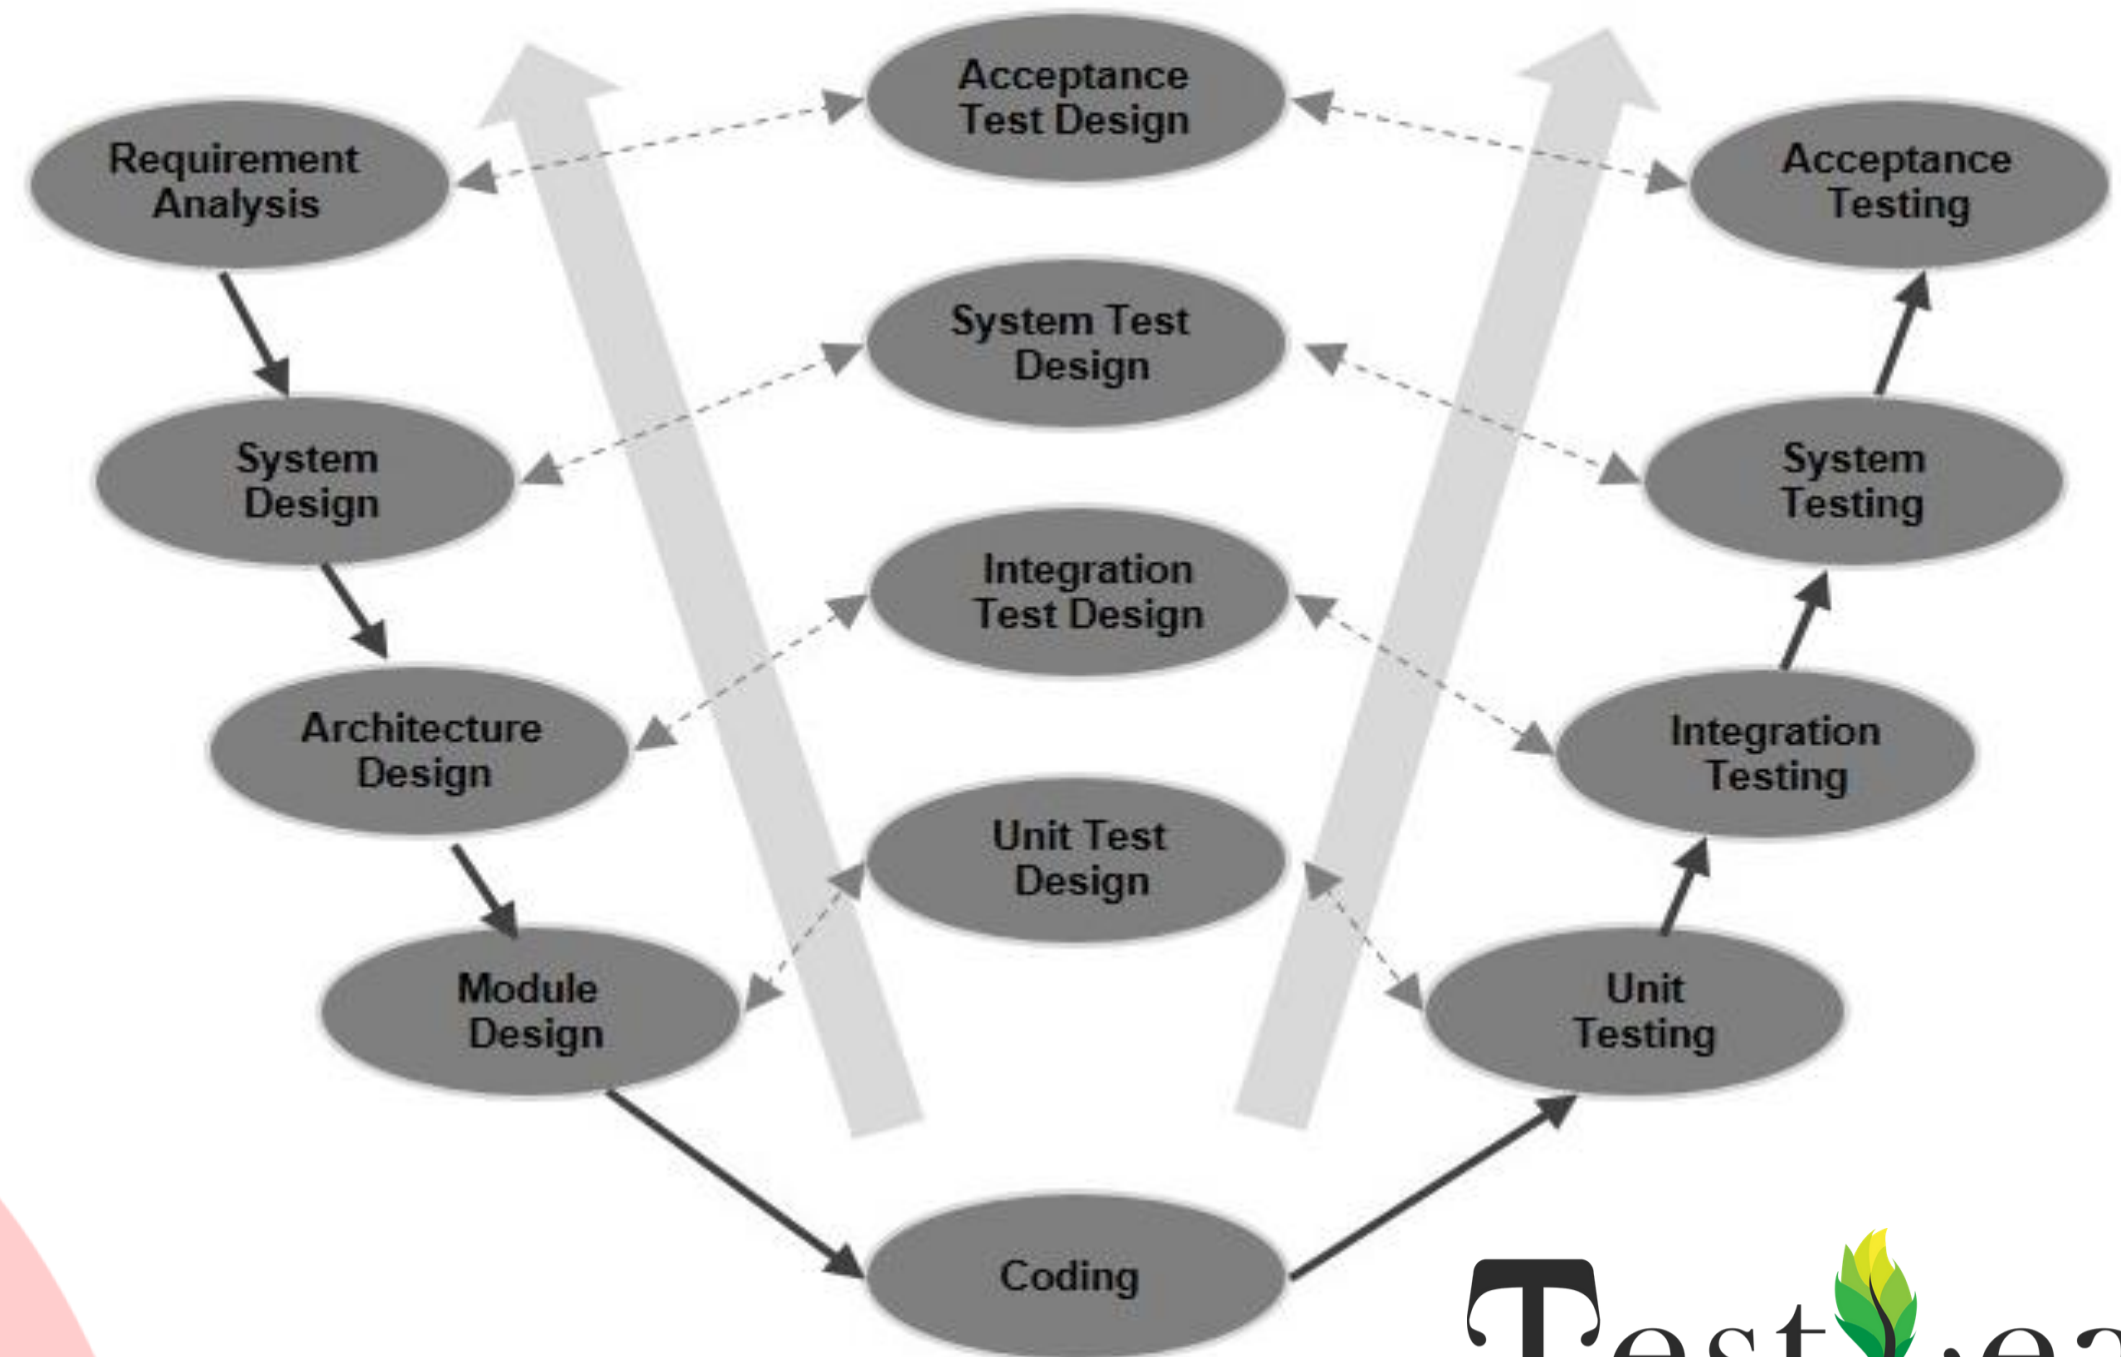 Acceptance
Test Design
Requirement
Analysis
Acceptance
Testing
System Test
Design
System
Design
System
Testing
Integration
Test Design
Architecture
Design
Integration
Testing
Unit Test
Design
Module
Design
Unit
Testing
Coding
Test